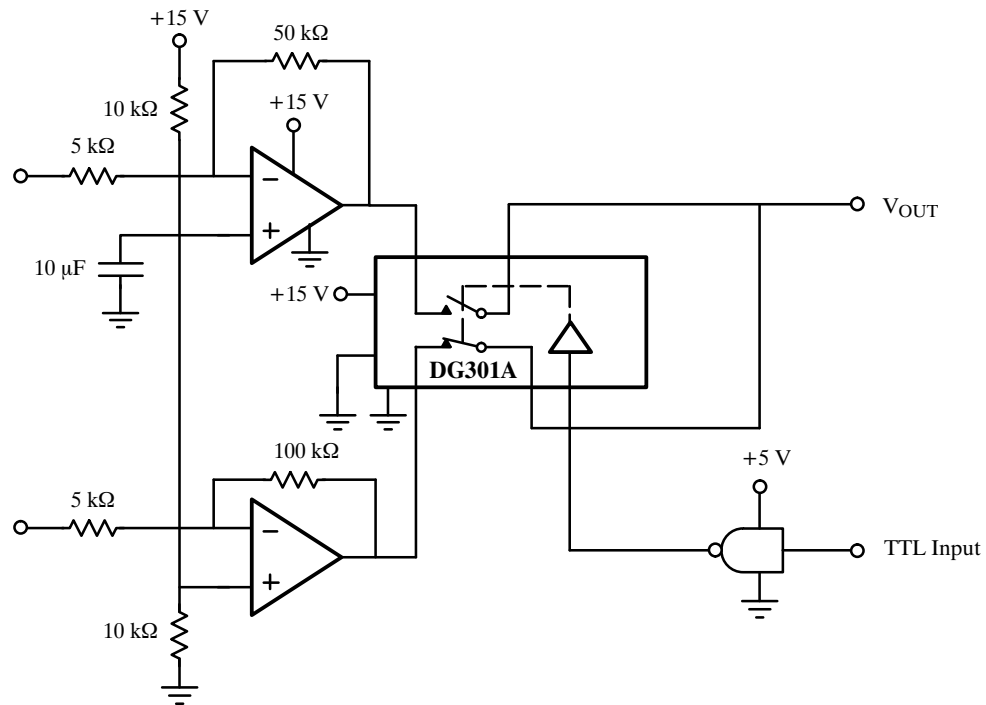 +15 V
50 kΩ
10 kΩ
+15 V
5 kΩ
−
+
10 µF
VOUT
+15 V
DG301A
100 kΩ
+5 V
5 kΩ
−
+
TTL Input
10 kΩ